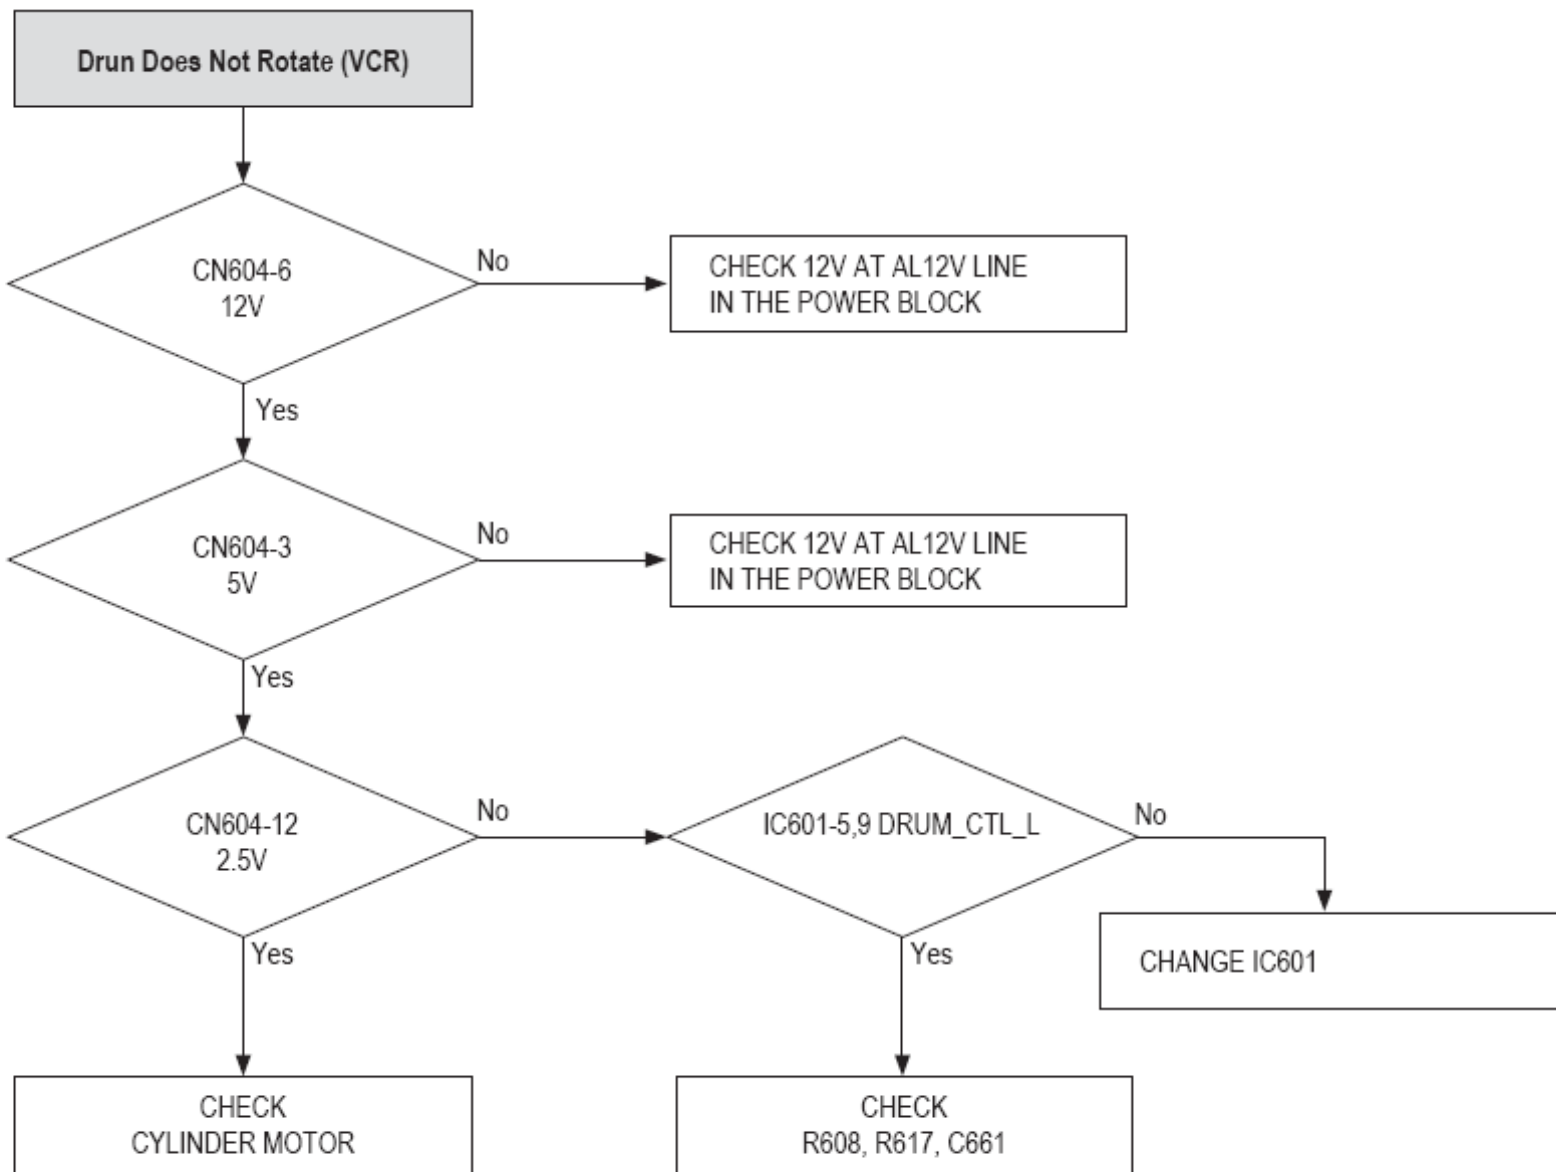 Drun Does Not Rotate (VCR)
CN604-6
12V
No
CHECK 12V AT AL12V LINE
IN THE POWER BLOCK
Yes
CN604-3
5V
No
CHECK 12V AT AL12V LINE
IN THE POWER BLOCK
Yes
CN604-12
2.5V
No
IC601-5,9 DRUM_CTL_L
No
Yes
Yes
CHANGE IC601
CHECK
CYLINDER MOTOR
CHECK
R608, R617, C661